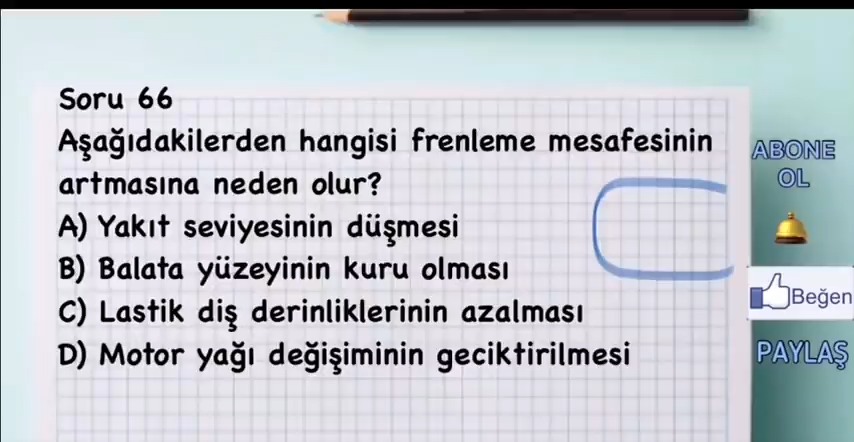 Soru 66
Aşağıdakilerden hangisi frenleme mesafesinin
artmasına neden olur?
A) Yakıt seviyesinin düşmesi
B) Balata yüzeyinin kuru olması
C) Lastik diş derinliklerinin azalması
D) Motor yağı değişiminin geciktirilmesi
ABONE
OL
Beğen
PAYLAŞ